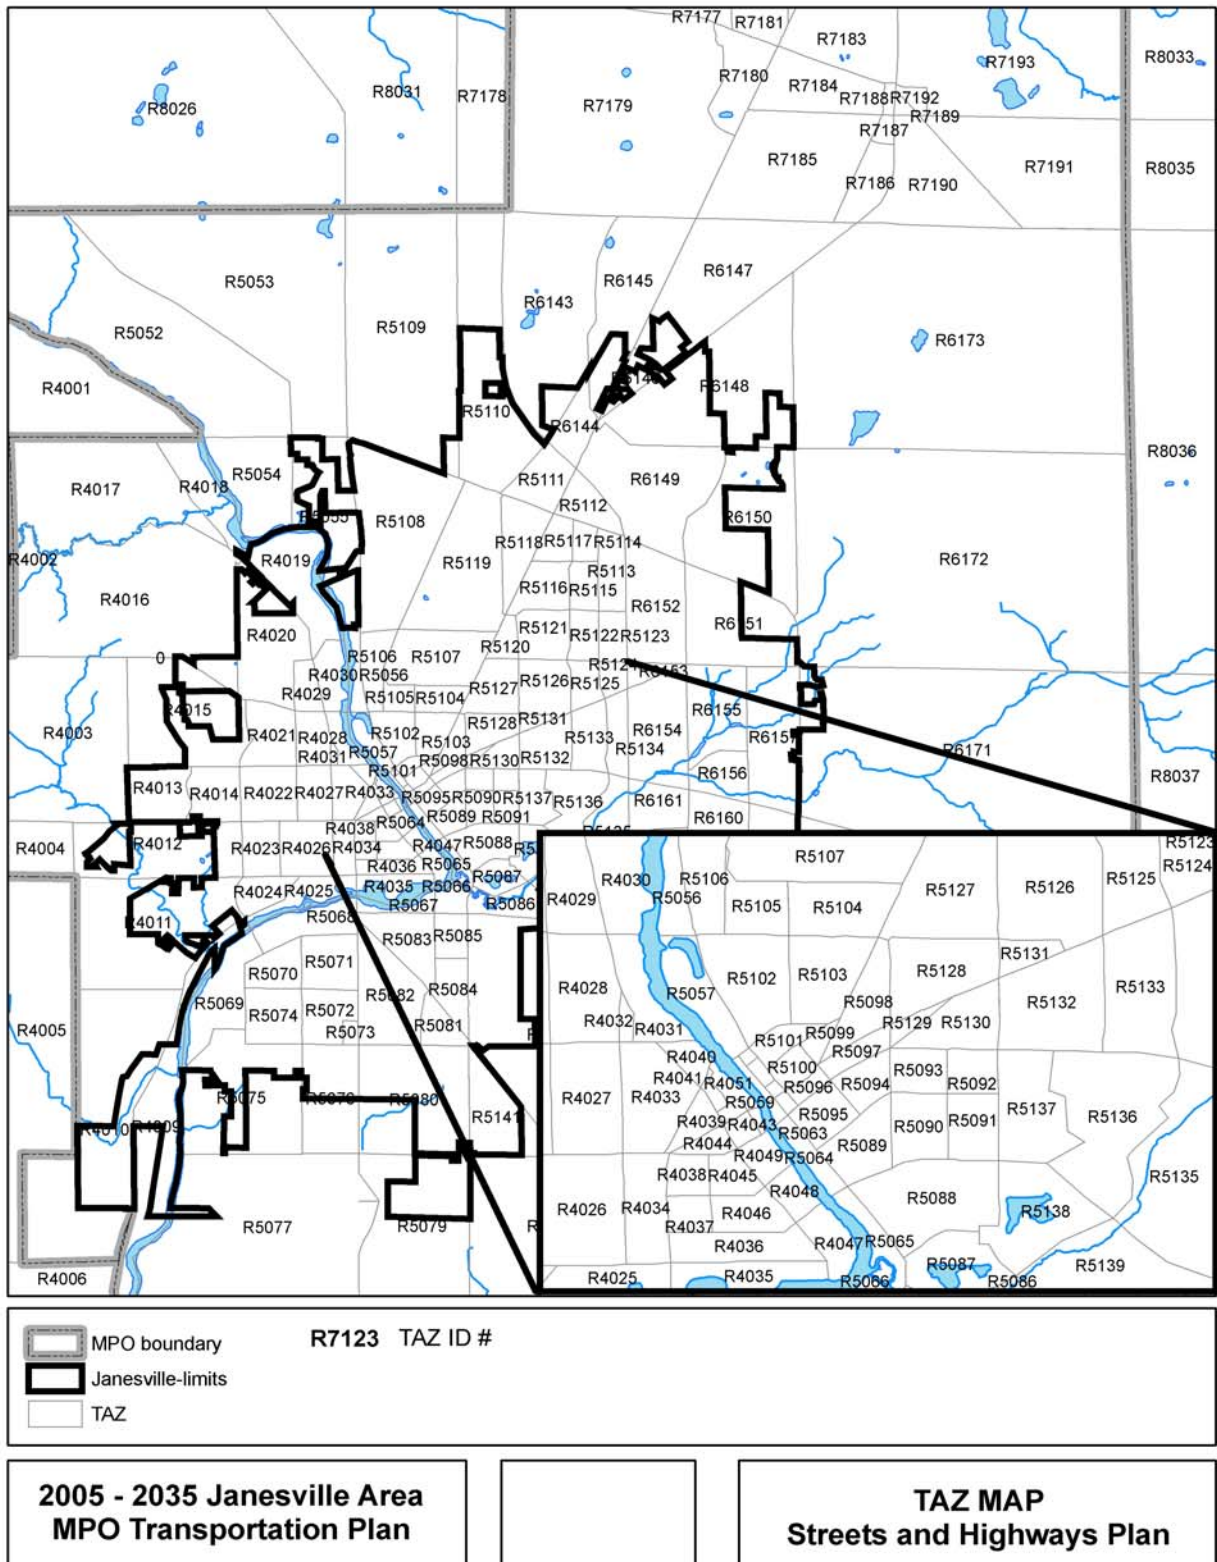 R7177 R7181
R7183
R7193
R8033
R7180
R7184
R8026
R8031
R7178
R7179
R7188 R7192
R7189
R7187
R7185
R7191
R8035
R7186 R7190
R6147
R6145
R5053
R6143
R5052
R5109
R6173
R4001
R6148
R5110
R6144
R8036
R5054
R5111
R6149
R4017
R4018
R5112
R5108
R6150
R5118 R5117 R5114
R4002
R4019
R5119
R6172
R5113
R5116 R5115
R4016
R6152
R6151
R5121
R4020
R5122 R5123
R5120
0
R5106 R5107
R5124
R6153
R4030 R5056
R5126 R5125
R4029
R5127
R5105 R5104
R4015
R6155
R5128 R5131
R4003
R4021 R4028
R5102
R5133
R6154
R6157
R5103
R5134
R6171
R4031
R5057
R5098 R5130 R5132
R5101
R6156
R8037
R4013
R4014 R4022 R4027 R4033
R5095 R5090 R5137
R5136
R6161
R5089 R5091
R6160
R5064
R4038
R4012
R4004
R4023 R4026 R4034
R4047 R5088
R4036 R5065
R5087
R4024 R4025
R4035 R5066
R5067
R5086
R5068
R4011
R5083 R5085
R5071
R5070
R5069
R5082
R5084
R5072
R5074
R5081
R4005
R5073
R5075
R5080
R5141
R4009
R5077
R5079
R4006
R5123
R5107
R5124
R4030
R5106
R5125
R5126
R5127
R4029
R5056
R5105
R5104
R5131
R5128
R5102
R5103
R4028
R5133
R5057
R5132
R5098
R4032
R4031
R5129 R5130
R5099
R5101
R5097
R4040
R5100
R5093
R4041
R4051
R5096
R5094
R5092
R4027
R4033
R5059
R5137
R5095
R5136
R4039
R4043
R5091
R5090
R5063
R4044
R5089
R4049 R5064
R4038 R4045
R5135
R4048
R5088
R4026
R4034
R4046
R5138
R4037
R4036
R4047 R5065
R5087
R5139
R4025
R4035
R5066
R5086
MPO boundary
R7123 TAZ ID #
Janesville-limits
TAZ
2005 - 2035 Janesville Area
MPO Transportation Plan
TAZ MAP
Streets and Highways Plan